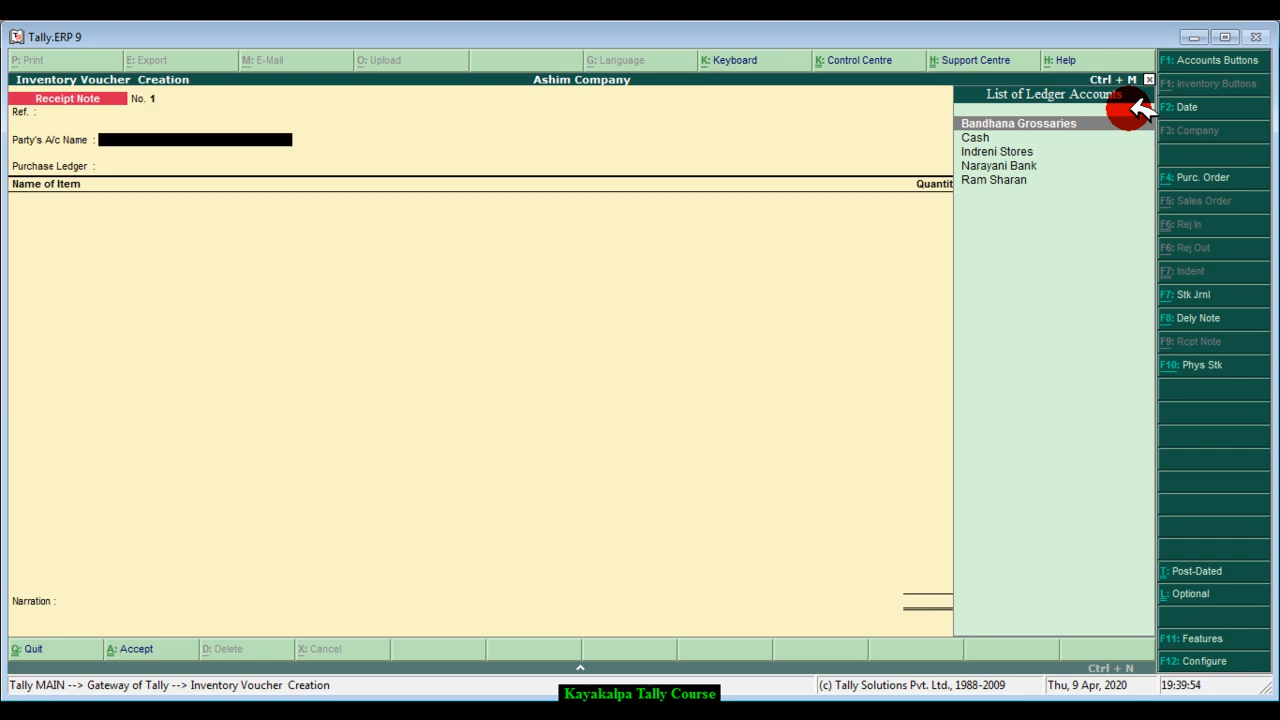 Tally.ERP 9
P: Print
E: Export
M: E-Mail
O: Upload
G: Language
K: Keyboard
K: Control Centre
H: Support Centre
H: Help
Inventory Voucher Creation
Ashim Company
Ctrl + M
Receipt Note No. 1
Ref. :
Party's A/c Name :
Purchase Ledger :
Name of Item
Quantit
List of Ledger Accounts
Bandhana Grossaries
Cash
Indreni Stores
Narayani Bank
Ram Sharan
F1: Accounts Buttons
F1: Inventory Buttons
F2: Date
F3: Company
F4: Purc. Order
F5: Sales Order
F6: Rej In
F6: Rej Out
F7: Indent
F7: Stk Jrnl
F8: Dely Note
F9: Rcpt Note
F10: Phys Stk
T: Post-Dated
L: Optional
F11: Features
F12: Configure
Narration :
Q: Quit
A: Accept
D: Delete
X: Cancel
Ctrl + N
Tally MAIN --> Gateway of Tally --> Inventory Voucher Creation
(c) Tally Solutions Pvt. Ltd., 1988-2009
Thu, 9 Apr, 2020
19:39:54
Kayakalpa Tally Course